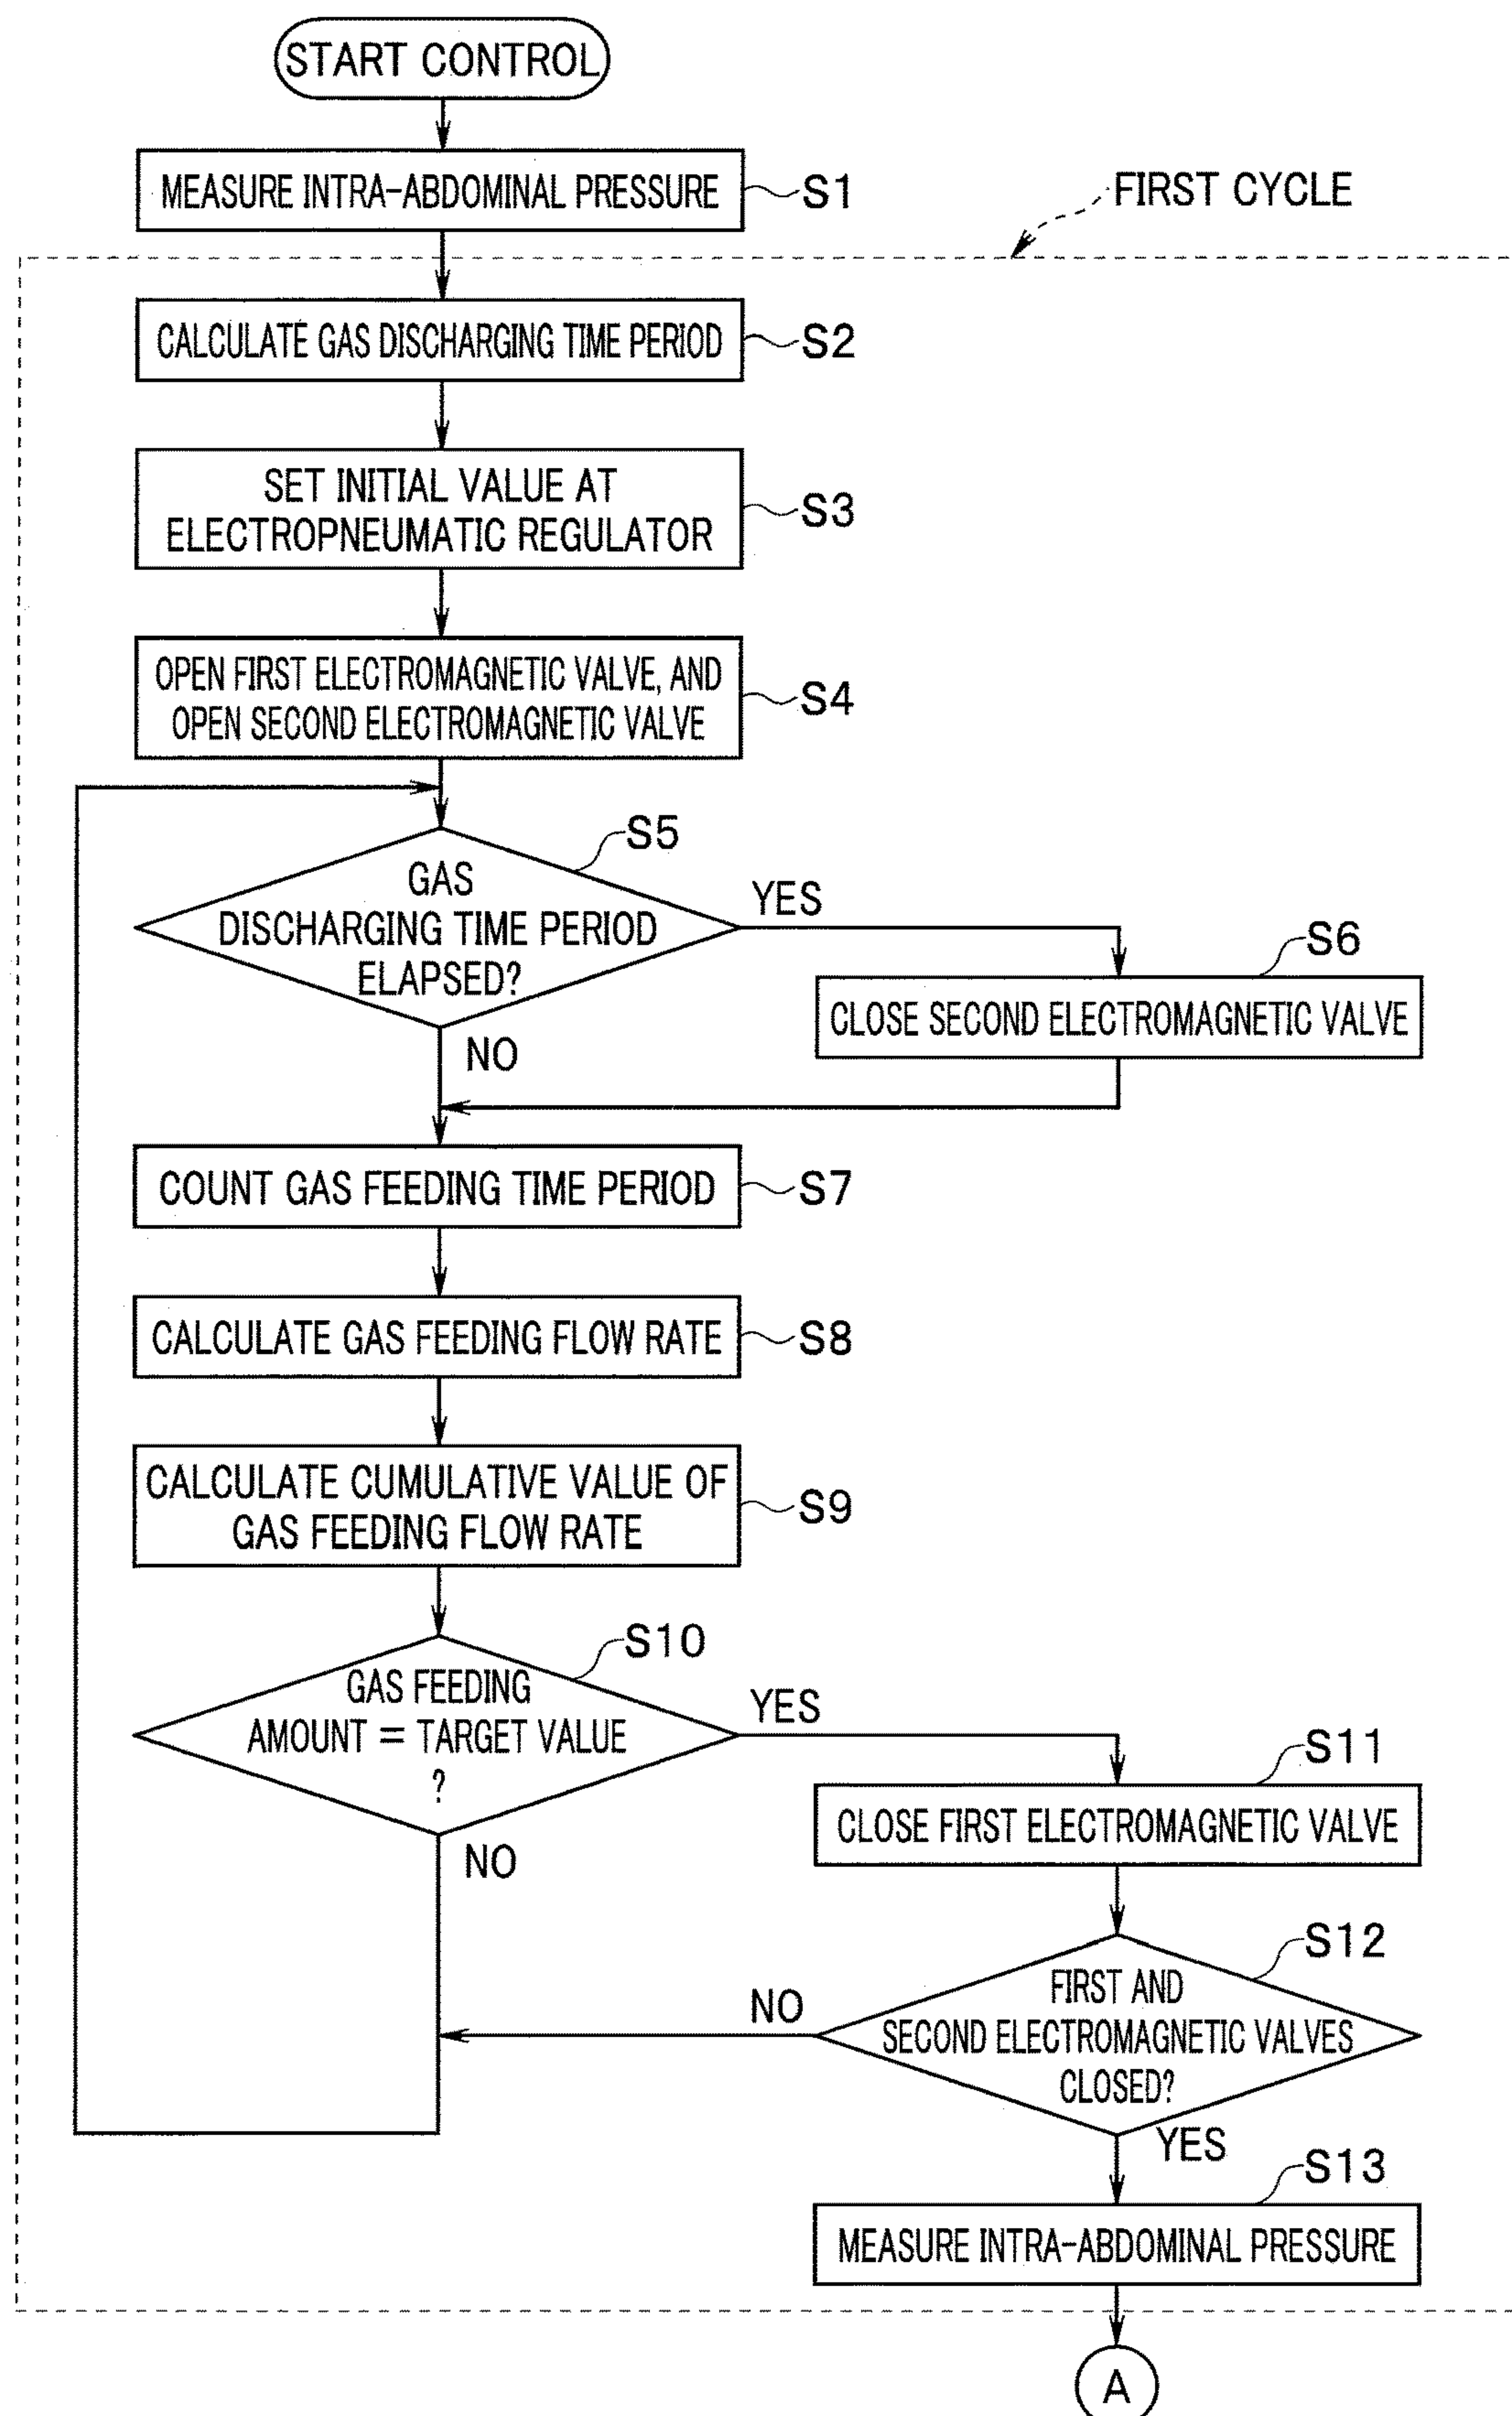 START CONTROL
MEASURE INTRA-ABDOMINAL PRESSURE
S1
FIRST CYCLE
CALCULATE GAS DISCHARGING TIME PERIOD
S2
SET INITIAL VALUE AT
ELECTROPNEUMATIC REGULATOR
S3
OPEN FIRST ELECTROMAGNETIC VALVE, AND
OPEN SECOND ELECTROMAGNETIC VALVE
S4
S5
GAS
DISCHARGING TIME PERIOD
ELAPSED?
YES
S6
CLOSE SECOND ELECTROMAGNETIC VALVE
NO
COUNT GAS FEEDING TIME PERIOD
S7
CALCULATE GAS FEEDING FLOW RATE
S8
CALCULATE CUMULATIVE VALUE OF
GAS FEEDING FLOW RATE
S9
S10
GAS FEEDING
AMOUNT = TARGET VALUE
?
YES
S11
CLOSE FIRST ELECTROMAGNETIC VALVE
NO
S12
FIRST AND
SECOND ELECTROMAGNETIC VALVES
CLOSED?
NO
YES
S13
MEASURE INTRA-ABDOMINAL PRESSURE
A